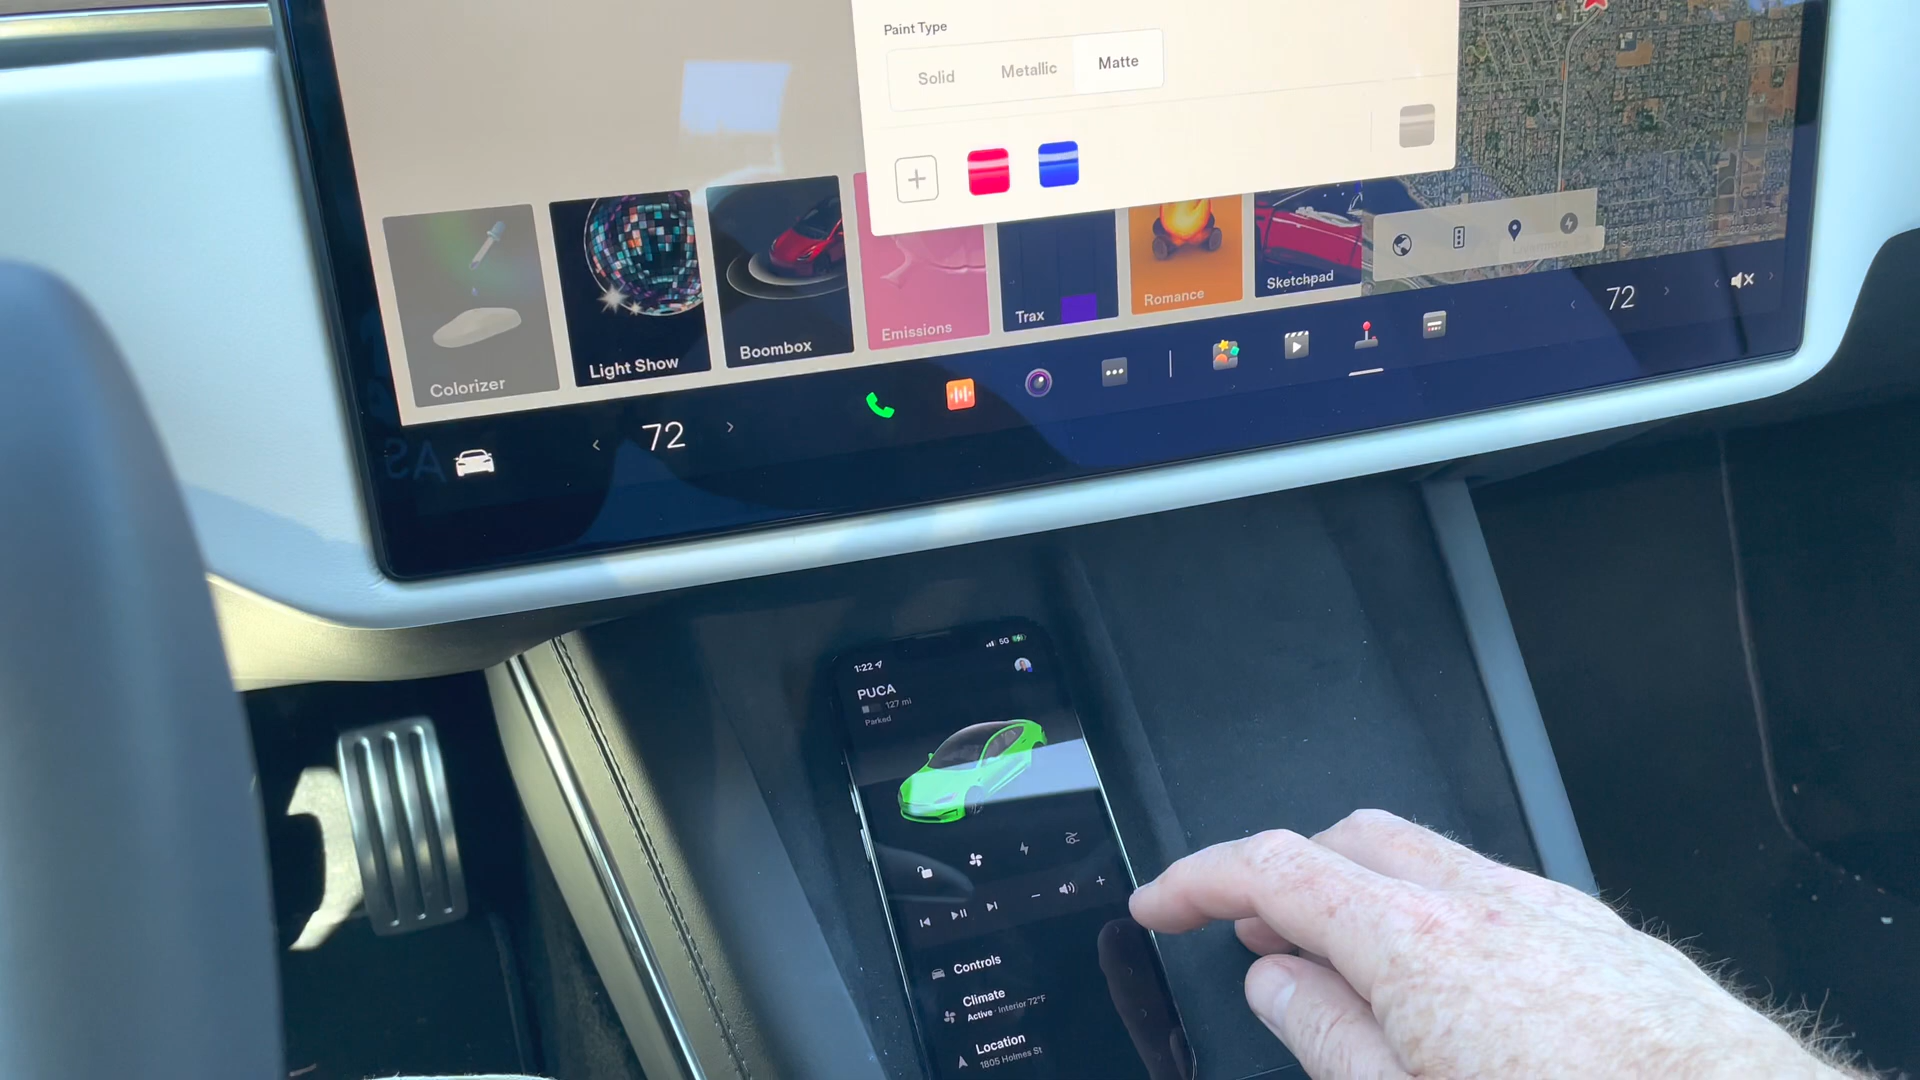 Paint Type
Solid
Metallic
Matte
Colorizer
Light Show
Boombox
Emissions
Trax
Romance
Sketchpad
72
72
1:22
5G
PUCA
127 mi
Parked
Controls
Climate
Active · Interior 72°F
Location
1805 Holmes St